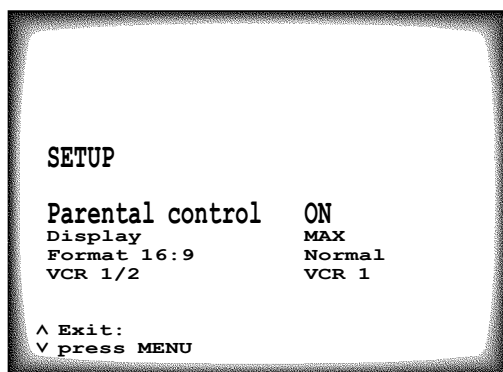 SETUP
Parental control ON
Display MAX
Format 16:9 Normal
VCR 1/2 VCR 1
∧ Exit:
∨ press MENU